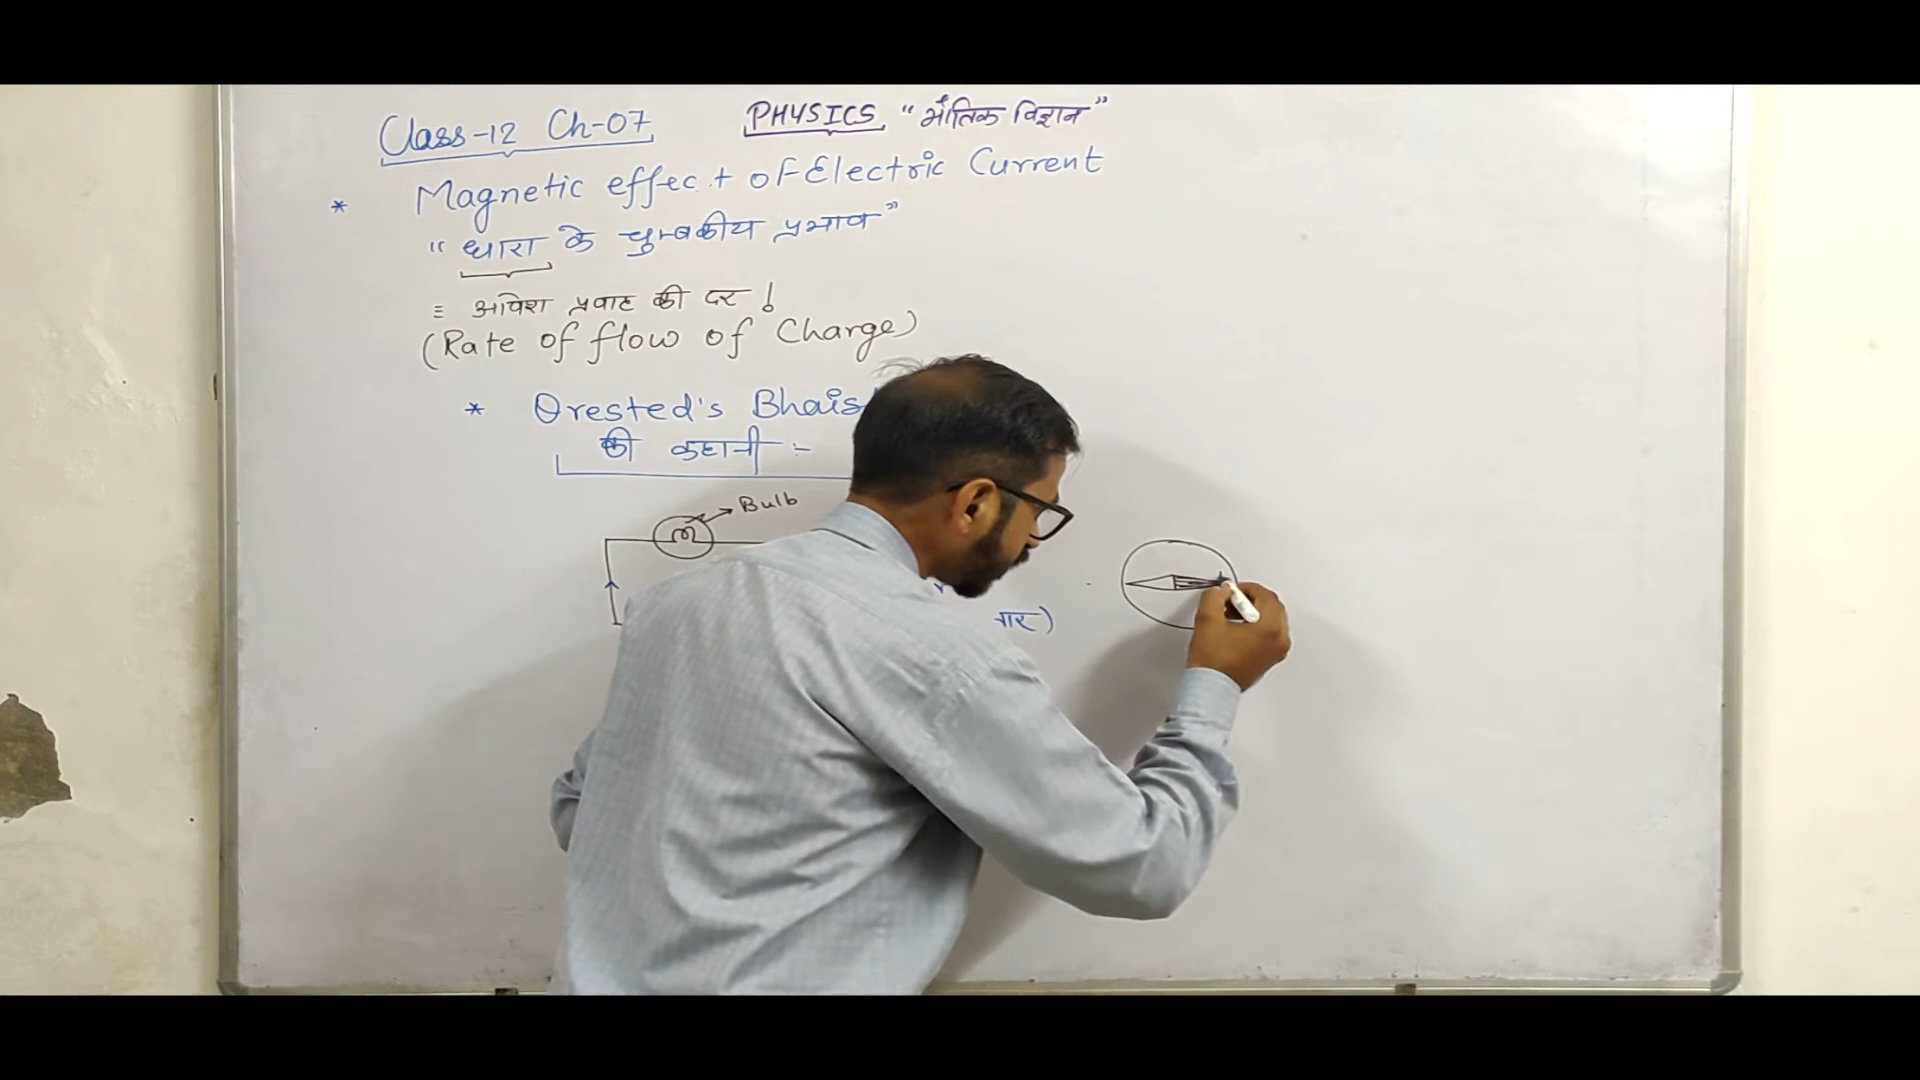 Class-12 Ch-07 PHYSICS "भौतिक विज्ञान"
* Magnetic effect of Electric Current
"धारा के चुम्बकीय प्रभाव"
≡ आवेश प्रवाह की दर !
(Rate of flow of Charge)
* Orested's
की कहानी :-
Bulb